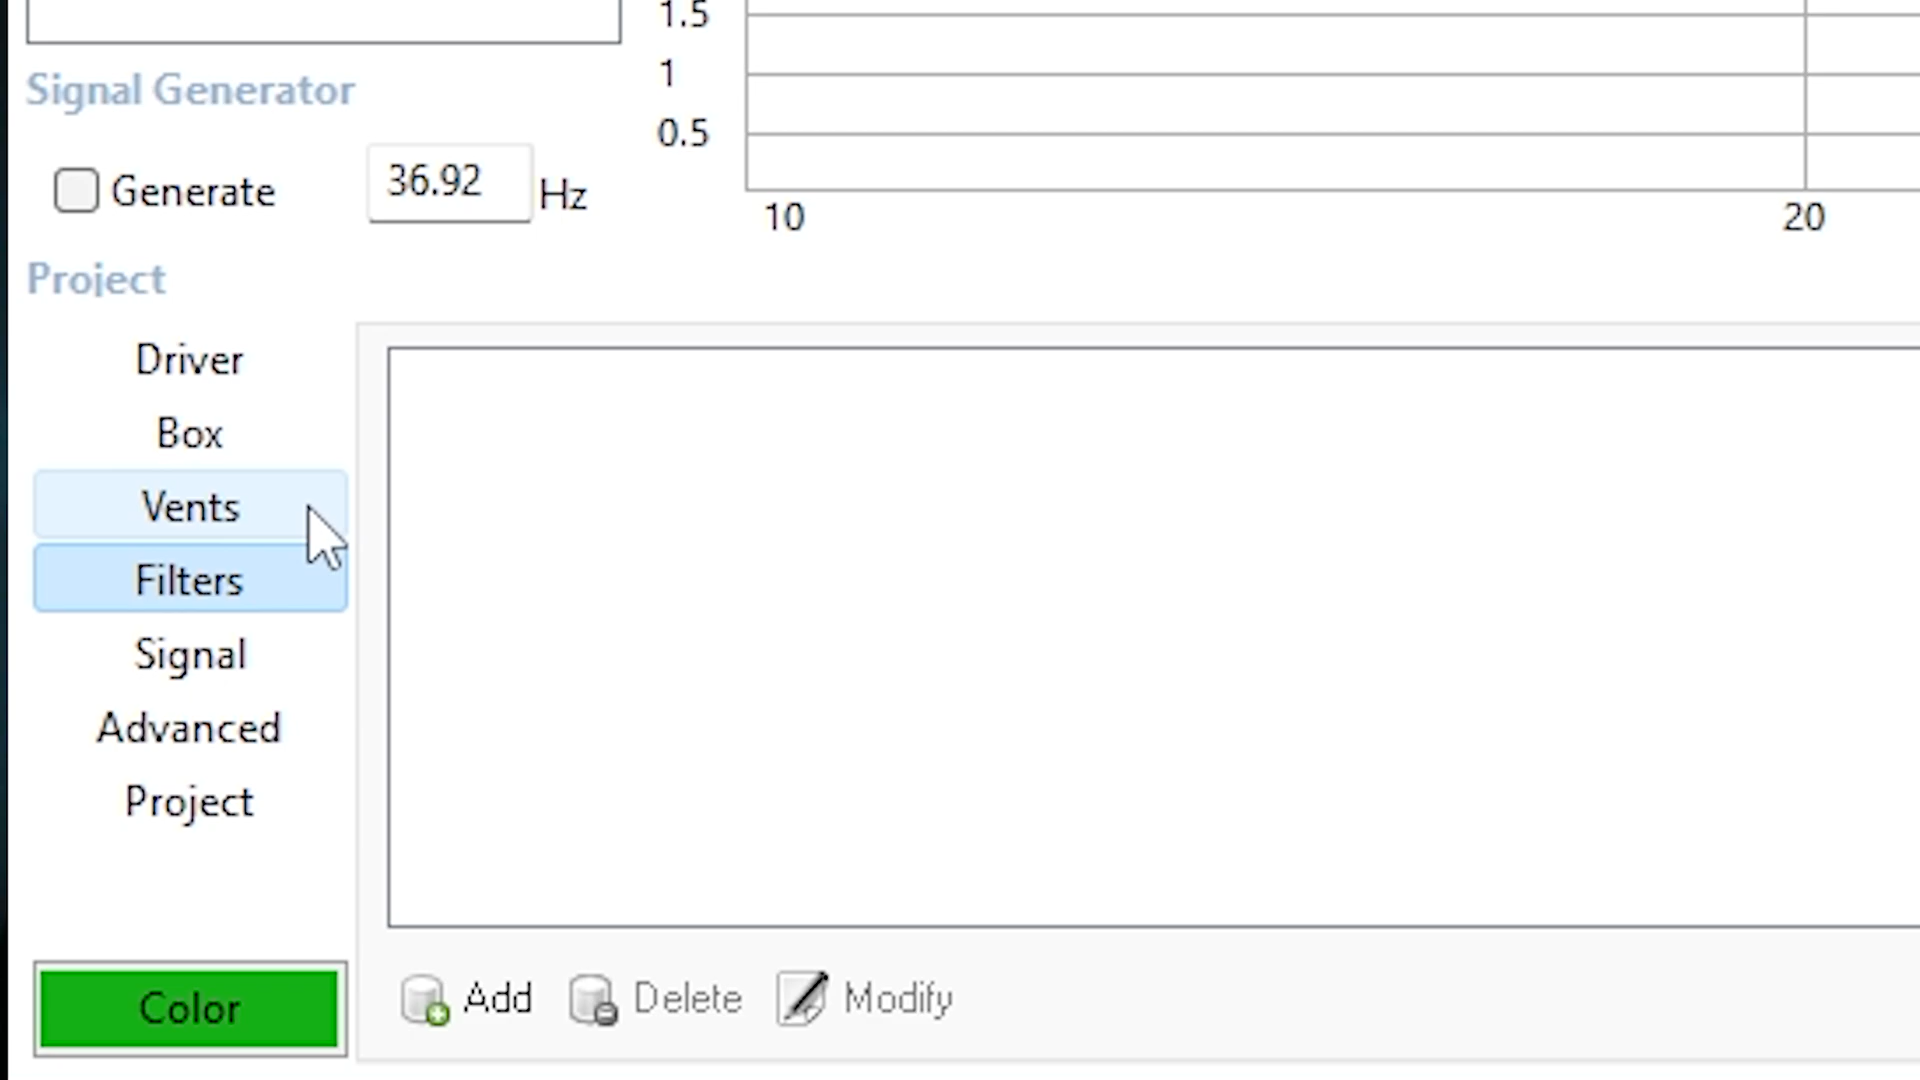 1.5
1
0.5
10
20
Signal Generator
Generate 36.92 Hz
Project
Driver
Box
Vents
Filters
Signal
Advanced
Project
Color
Add Delete Modify